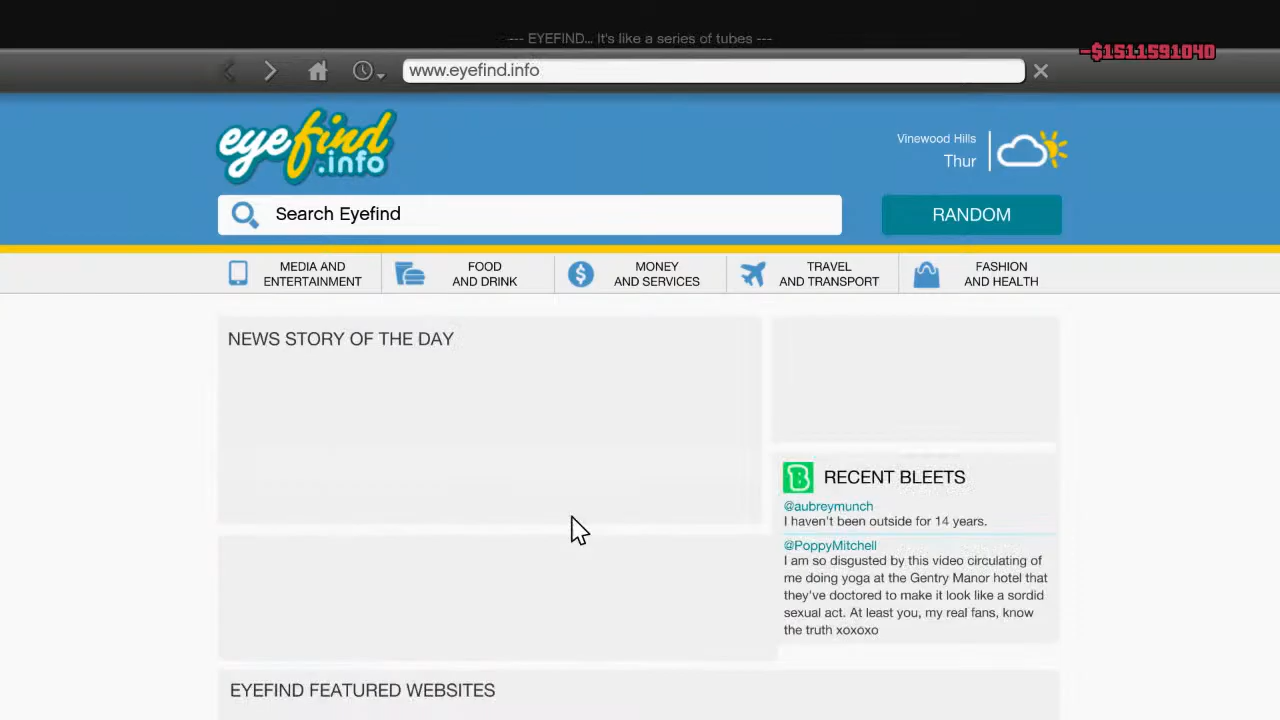 --- EYEFIND... It's like a series of tubes ---
-$1511591040
www.eyefind.info
eyefind
.info
Vinewood Hills
Thur
Search Eyefind
RANDOM
MEDIA AND
ENTERTAINMENT
FOOD
AND DRINK
MONEY
AND SERVICES
TRAVEL
AND TRANSPORT
FASHION
AND HEALTH
NEWS STORY OF THE DAY
B
RECENT BLEETS
@aubreymunch
I haven't been outside for 14 years.
@PoppyMitchell
I am so disgusted by this video circulating of
me doing yoga at the Gentry Manor hotel that
they've doctored to make it look like a sordid
sexual act. At least you, my real fans, know
the truth xoxoxo
EYEFIND FEATURED WEBSITES